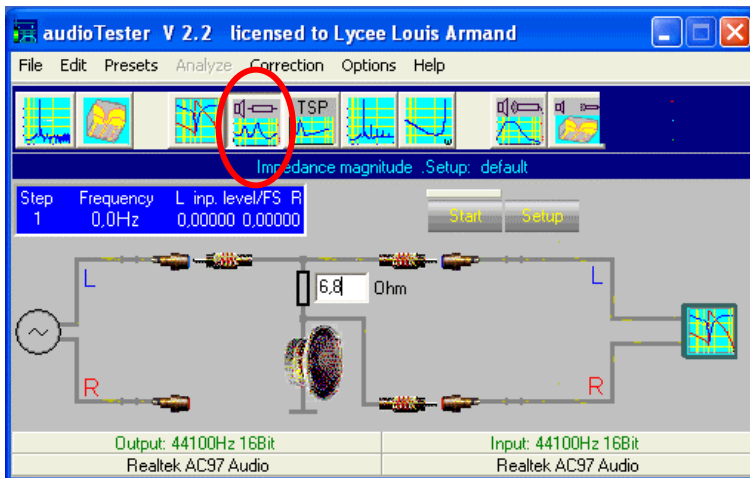 audioTester V 2.2 licensed to Lycee Louis Armand
File Edit Presets Analyze Correction Options Help
TSP
Impedance magnitude .Setup: default
Step Frequency L inp. level/FS R
1 0,0Hz 0,00000 0,00000
Start Setup
L 6,8 Ohm L
R R
Output: 44100Hz 16Bit Input: 44100Hz 16Bit
Realtek AC97 Audio Realtek AC97 Audio